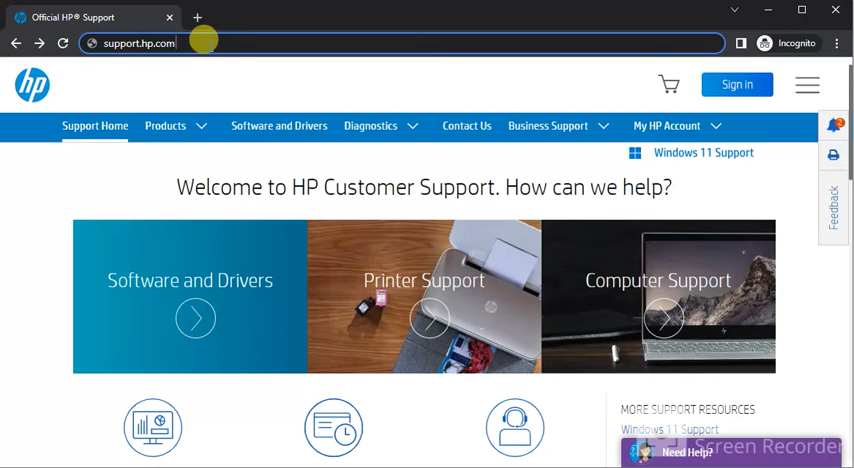 Official HP® Support
support.hp.com
Incognito
hp
Sign in
Support Home Products Software and Drivers Diagnostics Contact Us Business Support My HP Account
2
Windows 11 Support
Feedback
Welcome to HP Customer Support. How can we help?
Software and Drivers
Printer Support
Computer Support
MORE SUPPORT RESOURCES
Windows 11 Support
Need Help?
Screen Recorder